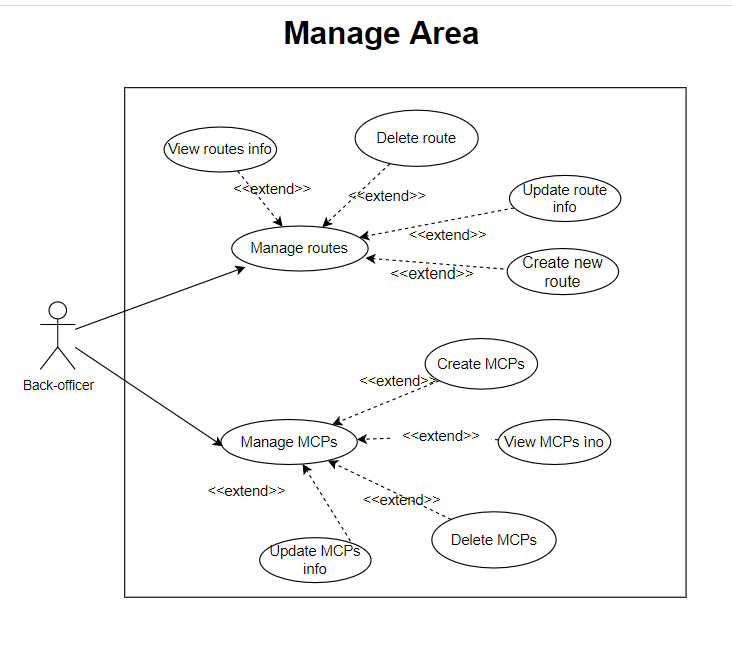 Manage Area
View routes info
Delete route
<<extend>>
<<extend>>
Update route
info
<<extend>>
Manage routes
<<extend>>
Create new
route
Back-officer
Create MCPs
<<extend>>
Manage MCPs
<<extend>>
View MCPs ino
<<extend>>
<<extend>>
Update MCPs
info
Delete MCPs